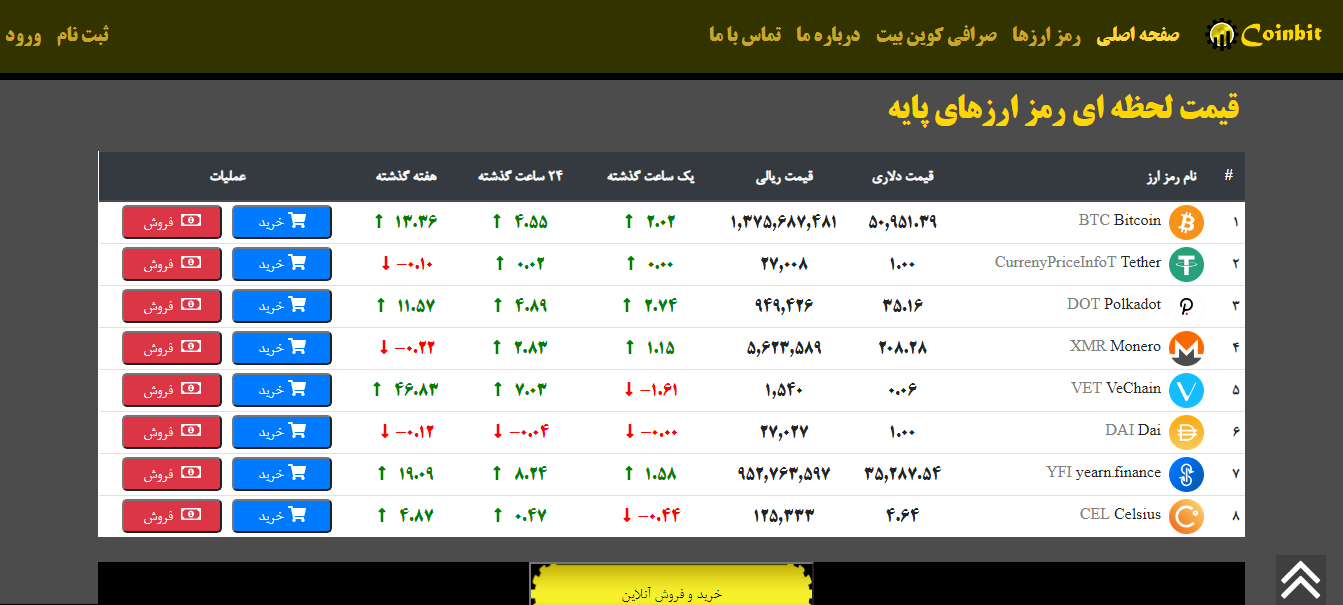 Coinbit صفحه اصلی رمز ارزها صرافی کوین بیت درباره ما تماس با ما ثبت نام ورود
قیمت لحظه ای رمز ارزهای پایه
# نام رمز ارز قیمت دلاری قیمت ریالی یک ساعت گذشته ۲۴ ساعت گذشته هفته گذشته عملیات
۱ BTC Bitcoin ۵۰,۹۵۱.۳۹ ۱,۳۷۵,۶۸۷,۴۸۱ ۲.۰۲ ۴.۵۵ ۱۳.۳۶ خرید فروش
۲ CurrenyPriceInfoT Tether ۱.۰۰ ۲۷,۰۰۸ ۰.۰۰ ۰.۰۲ −۰.۱۰ خرید فروش
۳ DOT Polkadot ۳۵.۱۶ ۹۴۹,۴۲۶ ۲.۷۴ ۴.۸۹ ۱۱.۵۷ خرید فروش
۴ XMR Monero ۲۰۸.۲۸ ۵,۶۲۳,۵۸۹ ۱.۱۵ ۲.۸۳ −۰.۲۲ خرید فروش
۵ VET VeChain ۰.۰۶ ۱,۵۴۰ −۱.۶۱ ۷.۰۳ ۴۶.۸۳ خرید فروش
۶ DAI Dai ۱.۰۰ ۲۷,۰۲۷ −۰.۰۰ −۰.۰۴ −۰.۱۲ خرید فروش
۷ YFI yearn.finance ۳۵,۲۸۷.۵۴ ۹۵۲,۷۶۳,۵۹۷ ۱.۵۸ ۸.۲۴ ۱۹.۰۹ خرید فروش
۸ CEL Celsius ۴.۶۴ ۱۲۵,۳۳۳ −۰.۴۴ ۰.۴۷ ۴.۸۷ خرید فروش
خرید و فروش آنلاین